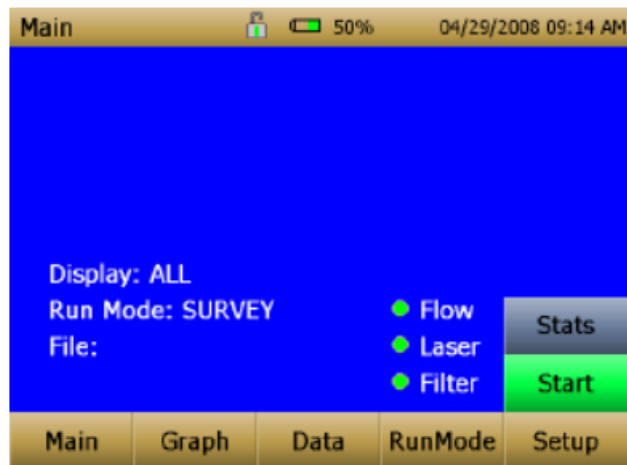 Main 50% 04/29/2008 09:14 AM
Display: ALL
Run Mode: SURVEY
File:
Flow
Laser
Filter
Stats
Start
Main Graph Data RunMode Setup